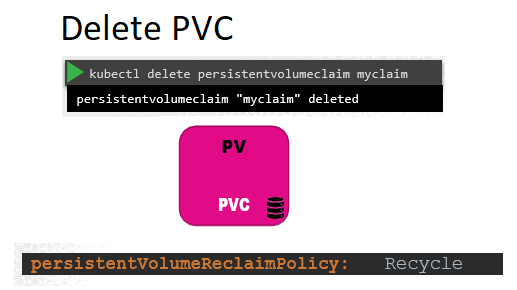 Delete PVC
kubectl delete persistentvolumeclaim myclaim
persistentvolumeclaim "myclaim" deleted
PV
PVC
persistentVolumeReclaimPolicy: Recycle